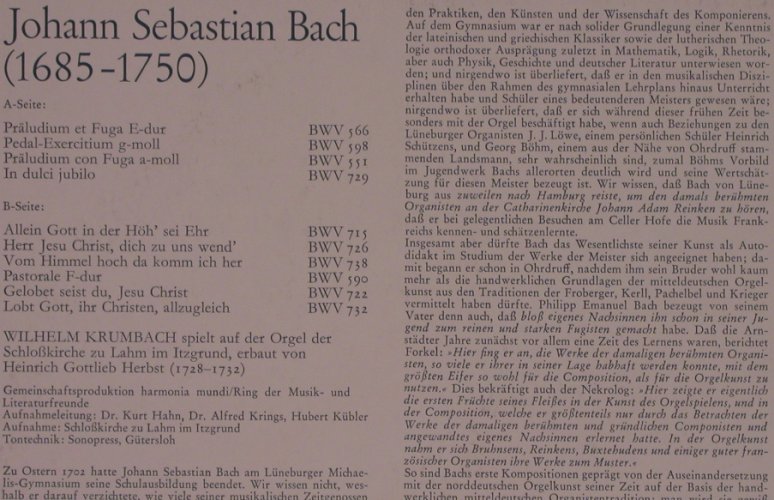 Johann Sebastian Bach
(1685-1750)
A-Seite:
Präludium et Fuga E-dur BWV 566
Pedal-Exercitium g-moll BWV 598
Präludium con Fuga a-moll BWV 551
In dulci jubilo BWV 729
B-Seite:
Allein Gott in der Höh' sei Ehr BWV 715
Herr Jesu Christ, dich zu uns wend' BWV 726
Vom Himmel hoch da komm ich her BWV 738
Pastorale F-dur BWV 590
Gelobet seist du, Jesu Christ BWV 722
Lobt Gott, ihr Christen, allzugleich BWV 732
WILHELM KRUMBACH spielt auf der Orgel der
Schloßkirche zu Lahm im Itzgrund, erbaut von
Heinrich Gottlieb Herbst (1728-1732)
Gemeinschaftsproduktion harmonia mundi/Ring der Musik- und
Literaturfreunde
Aufnahmeleitung: Dr. Kurt Hahn, Dr. Alfred Krings, Hubert Kübler
Aufnahme: Schloßkirche zu Lahm im Itzgrund
Tontechnik: Sonopress, Gütersloh
Zu Ostern 1702 hatte Johann Sebastian Bach am Lüneburger Michae-
lis-Gymnasium seine Schulausbildung beendet. Wir wissen nicht, wes-
halb er darauf verzichtete, wie viele seiner musikalischen Zeitgenossen
den Praktiken, den Künsten und der Wissenschaft des Komponierens.
Auf dem Gymnasium war er nach solider Grundlegung einer Kenntnis
der lateinischen und griechischen Klassiker sowie der lutherischen Theo-
logie orthodoxer Ausprägung zuletzt in Mathematik, Logik, Rhetorik,
aber auch Physik, Geschichte und deutscher Literatur unterwiesen wor-
den; und nirgendwo ist überliefert, daß er in den musikalischen Diszi-
plinen über den Rahmen des gymnasialen Lehrplans hinaus Unterricht
erhalten habe und Schüler eines bedeutenderen Meisters gewesen wäre;
nirgendwo ist überliefert, daß er sich während dieser frühen Zeit be-
sonders mit der Orgel beschäftigt habe, wenn auch Beziehungen zu den
Lüneburger Organisten J. J. Löwe, einem persönlichen Schüler Heinrich
Schützens, und Georg Böhm, einem aus der Nähe von Ohrdruff stam-
menden Landsmann, sehr wahrscheinlich sind, zumal Böhms Vorbild
im Jugendwerk Bachs allerorten deutlich wird und seine Wertschät-
zung für diesen Meister bezeugt ist. Wir wissen, daß Bach von Lüne-
burg aus zuweilen nach Hamburg reiste, um den damals berühmten
Organisten an der Catharinenkirche Johann Adam Reinken zu hören,
daß er bei gelegentlichen Besuchen am Celler Hofe die Musik Frank-
reichs kennen- und schätzenlernte.
Insgesamt aber dürfte Bach das Wesentlichste seiner Kunst als Auto-
didakt im Studium der Werke der Meister sich angeeignet haben; da-
mit begann er schon in Ohrdruff, nachdem ihm sein Bruder wohl kaum
mehr als die handwerklichen Grundlagen der mitteldeutschen Orgel-
kunst aus den Traditionen der Froberger, Kerll, Pachelbel und Krieger
vermittelt haben dürfte. Philipp Emanuel Bach bezeugt von seinem
Vater denn auch, daß bloß eigenes Nachsinnen ihn schon in seiner Ju-
gend zum reinen und starken Fugisten gemacht habe. Daß die Arn-
städter Jahre zunächst vor allem eine Zeit des Lernens waren, berichtet
Forkel: »Hier fing er an, die Werke der damaligen berühmten Organi-
sten, so viele er ihrer in seiner Lage habhaft werden konnte, mit dem
größten Eifer so wohl für die Composition, als für die Orgelkunst zu
nutzen.« Dies bekräftigt auch der Nekrolog: »Hier zeigte er eigentlich
die ersten Früchte seines Fleißes in der Kunst des Orgelspielens, und in
der Composition, welche er größtenteils nur durch das Betrachten der
Werke der damaligen berühmten und gründlichen Componisten und
angewandtes eigenes Nachsinnen erlernet hatte. In der Orgelkunst
nahm er sich Bruhnsens, Reinkens, Buxtehudens und einiger guter fran-
zösischer Organisten ihre Werke zum Muster.«
So sind Bachs erste Kompositionen geprägt von der Auseinandersetzung
mit der norddeutschen Orgelkunst seiner Zeit auf der Basis der hand-